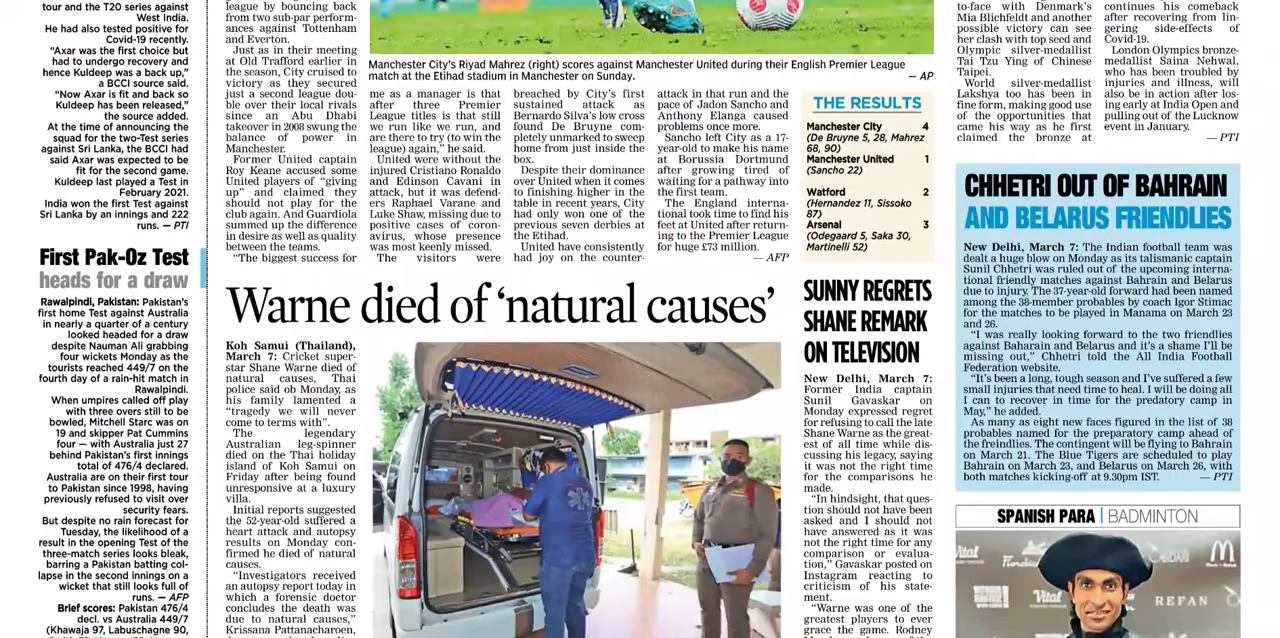 tour and the T20 series against
West India.
He had also tested positive for
Covid-19 recently.
“Axar was the first choice but
had to undergo recovery and
hence Kuldeep was a back up,”
a BCCI source said.
“Now Axar is fit and back so
Kuldeep has been released,”
the source added.
At the time of announcing the
squad for the two-Test series
against Sri Lanka, the BCCI had
said Axar was expected to be
fit for the second game.
Kuldeep last played a Test in
February 2021.
India won the first Test against
Sri Lanka by an innings and 222
runs. — PTI
First Pak-Oz Test
heads for a draw
Rawalpindi, Pakistan: Pakistan’s
first home Test against Australia
in nearly a quarter of a century
looked headed for a draw
despite Nauman Ali grabbing
four wickets Monday as the
tourists reached 449/7 on the
fourth day of a rain-hit match in
Rawalpindi.
When umpires called off play
with three overs still to be
bowled, Mitchell Starc was on
19 and skipper Pat Cummins
four — with Australia just 27
behind Pakistan’s first innings
total of 476/4 declared.
Australia are on their first tour
to Pakistan since 1998, having
previously refused to visit over
security fears.
But despite no rain forecast for
Tuesday, the likelihood of a
result in the opening Test of the
three-match series looks bleak,
barring a Pakistan batting col-
lapse in the second innings on a
wicket that still looks full of
runs. — AFP
Brief scores: Pakistan 476/4
decl. vs Australia 449/7
(Khawaja 97, Labuschagne 90,
league by bouncing back
from two sub-par perform-
ances against Tottenham
and Everton.
Just as in their meeting
at Old Trafford earlier in
the season, City cruised to
victory as they secured
just a second league dou-
ble over their local rivals
since an Abu Dhabi
takeover in 2008 swung the
balance of power in
Manchester.
Former United captain
Roy Keane accused some
United players of “giving
up” and claimed they
should not play for the
club again. And Guardiola
summed up the difference
in desire as well as quality
between the teams.
“The biggest success for
Manchester City’s Riyad Mahrez (right) scores against Manchester United during their English Premier League
match at the Etihad stadium in Manchester on Sunday. — AP
me as a manager is that
after three Premier
League titles is that still
we run like we run, and
are there to try (to win the
league) again,” he said.
United were without the
injured Cristiano Ronaldo
and Edinson Cavani in
attack, but it was defend-
ers Raphael Varane and
Luke Shaw, missing due to
positive cases of coron-
avirus, whose presence
was most keenly missed.
The visitors were
breached by City’s first
sustained attack as
Bernardo Silva’s low cross
found De Bruyne com-
pletely unmarked to sweep
home from just inside the
box.
Despite their dominance
over United when it comes
to finishing higher in the
table in recent years, City
had only won one of the
previous seven derbies at
the Etihad.
United have consistently
had joy on the counter-
attack in that run and the
pace of Jadon Sancho and
Anthony Elanga caused
problems once more.
Sancho left City as a 17-
year-old to make his name
at Borussia Dortmund
after growing tired of
waiting for a pathway into
the first team.
The England interna-
tional took time to find his
feet at United after return-
ing to the Premier League
for huge £73 million.
— AFP
THE RESULTS
Manchester City 4
(De Bruyne 5, 28, Mahrez
68, 90)
Manchester United 1
(Sancho 22)
Watford 2
(Hernandez 11, Sissoko
87)
Arsenal 3
(Odegaard 5, Saka 30,
Martinelli 52)
Warne died of ‘natural causes’
Koh Samui (Thailand),
March 7: Cricket super-
star Shane Warne died of
natural causes, Thai
police said ob Monday, as
his family lamented a
“tragedy we will never
come to terms with”.
The legendary
Australian leg-spinner
died on the Thai holiday
island of Koh Samui on
Friday after being found
unresponsive at a luxury
villa.
Initial reports suggested
the 52-year-old suffered a
heart attack and autopsy
results on Monday con-
firmed he died of natural
causes.
“Investigators received
an autopsy report today in
which a forensic doctor
concludes the death was
due to natural causes,”
Krissana Pattanacharoen,
SUNNY REGRETS
SHANE REMARK
ON TELEVISION
New Delhi, March 7:
Former India captain
Sunil Gavaskar on
Monday expressed regret
for refusing to call the late
Shane Warne as the great-
est of all time while dis-
cussing his legacy, saying
it was not the right time
for the comparisons he
made.
“In hindsight, that ques-
tion should not have been
asked and I should not
have answered as it was
not the right time for any
comparison or evalua-
tion,” Gavaskar posted on
Instagram reacting to
criticism of his state-
ment.
“Warne was one of the
greatest players to ever
grace the game. Rodney
to-face with Denmark’s
Mia Blichfeldt and another
possible victory can see
her clash with top seed and
Olympic silver-medallist
Tai Tzu Ying of Chinese
Taipei.
World silver-medallist
Lakshya too has been in
fine form, making good use
of the opportunities that
came his way as he first
claimed the bronze at
continues his comeback
after recovering from lin-
gering side-effects of
Covid-19.
London Olympics bronze-
medallist Saina Nehwal,
who has been troubled by
injuries and illness, will
also be in action after los-
ing early at India Open and
pulling out of the Lucknow
event in January.
— PTI
CHHETRI OUT OF BAHRAIN
AND BELARUS FRIENDLIES
New Delhi, March 7: The Indian football team was
dealt a huge blow on Monday as its talismanic captain
Sunil Chhetri was ruled out of the upcoming interna-
tional friendly matches against Bahrain and Belarus
due to injury. The 37-year-old forward had been named
among the 38-member probables by coach Igor Stimac
for the matches to be played in Manama on March 23
and 26.
“I was really looking forward to the two friendlies
against Baharain and Belarus and it’s a shame I’ll be
missing out,” Chhetri told the All India Football
Federation website.
“It’s been a long, tough season and I’ve suffered a few
small injuries that need time to heal. I will be doing all
I can to recover in time for the predatory camp in
May,” he added.
As many as eight new faces figured in the list of 38
probables named for the preparatory camp ahead of
the freindlies. The contingent will be flying to Bahrain
on March 21. The Blue Tigers are scheduled to play
Bahrain on March 23, and Belarus on March 26, with
both matches kicking-off at 9.30pm IST. — PTI
SPANISH PARA | BADMINTON
Vital
REFAN